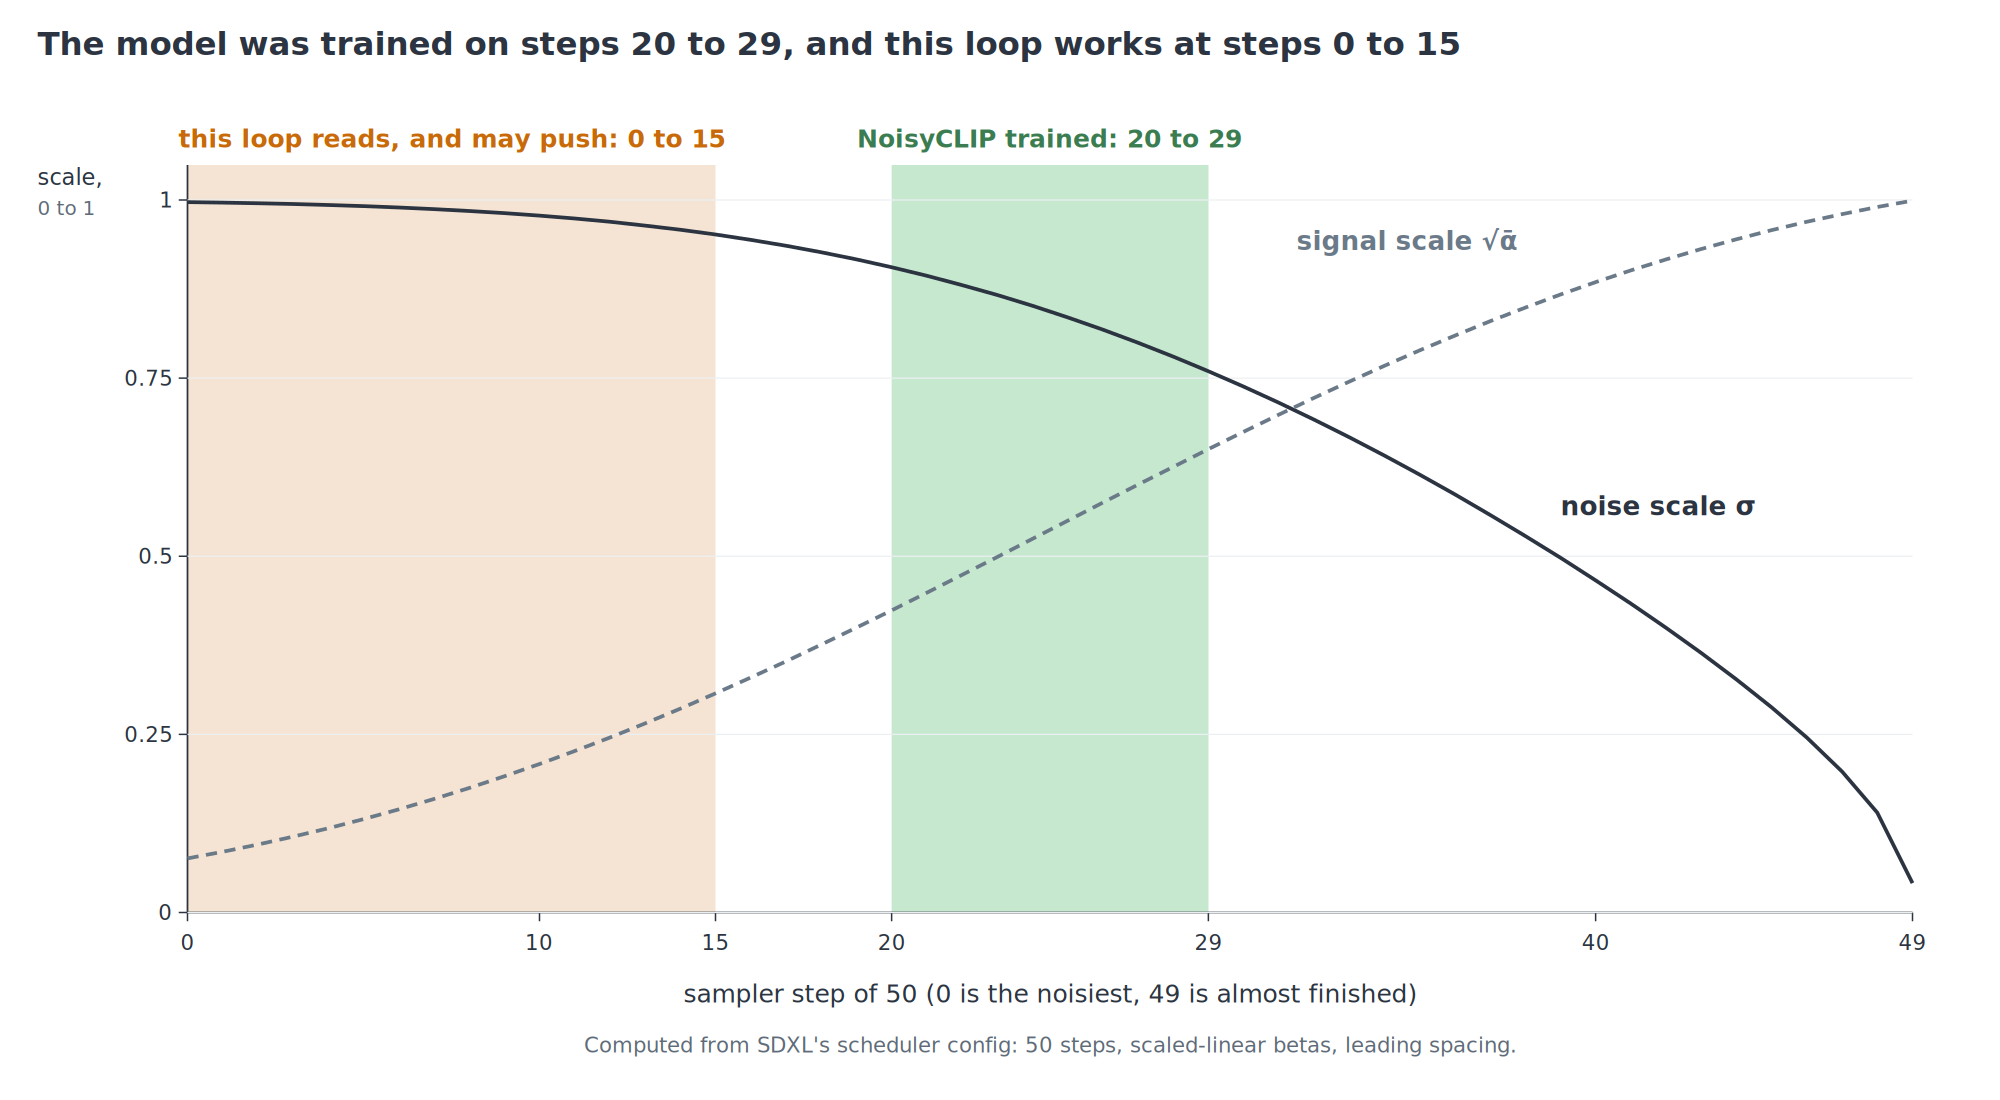 The model was trained on steps 20 to 29, and this loop works at steps 0 to 15
this loop reads, and may push: 0 to 15
NoisyCLIP trained: 20 to 29
scale,
0 to 1
1
0.75
0.5
0.25
0
signal scale √ᾱ
noise scale σ
0 10 15 20 29 40 49
sampler step of 50 (0 is the noisiest, 49 is almost finished)
Computed from SDXL's scheduler config: 50 steps, scaled-linear betas, leading spacing.